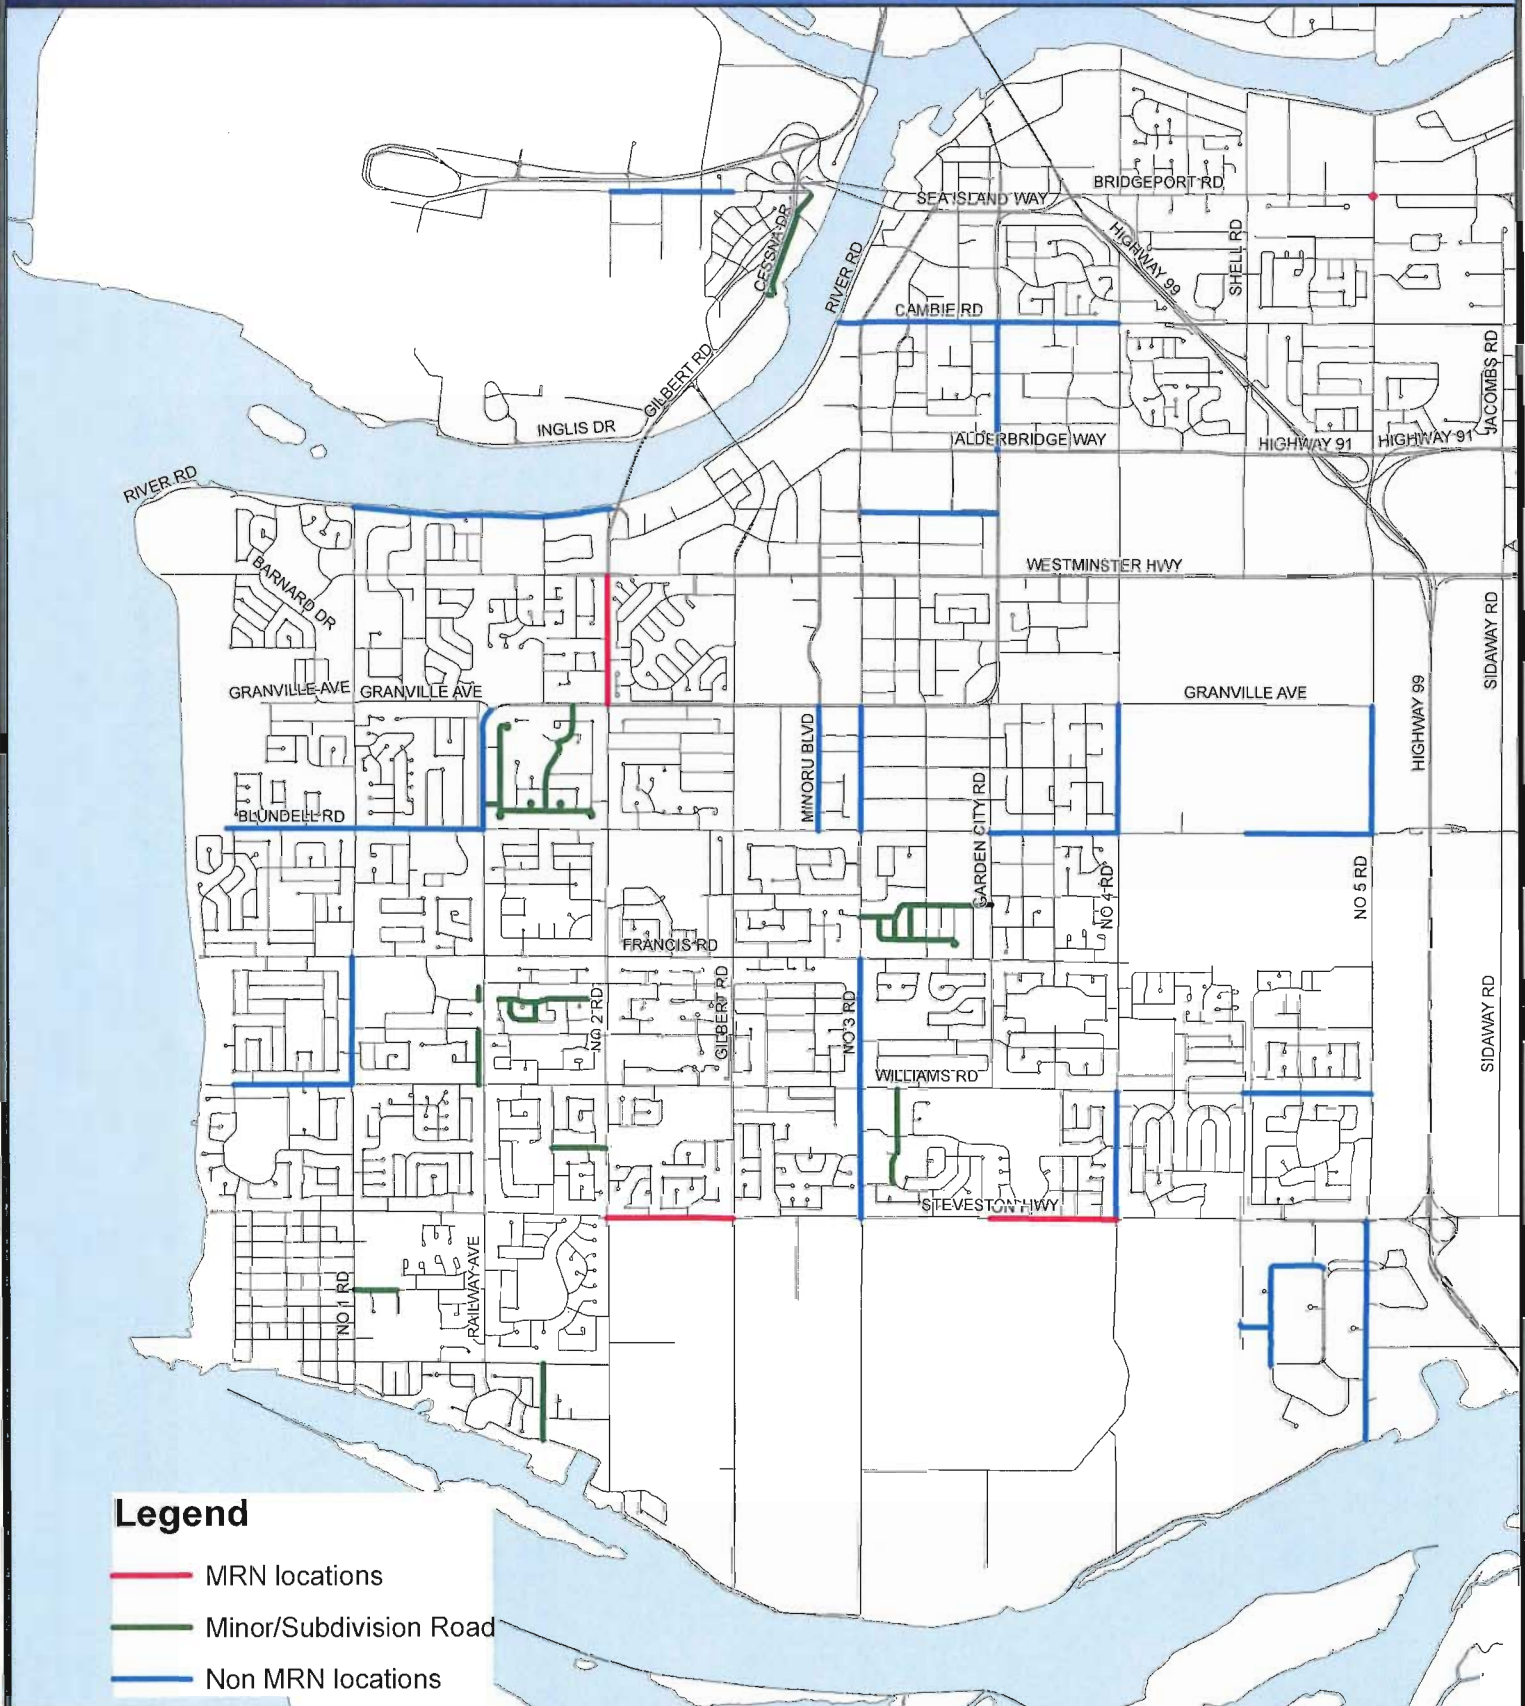 BRIDGEPORT RD
SEA ISLAND WAY
CESSNA DR
RIVER RD
HIGHWAY 99
SHELL RD
CAMBIE RD
GILBERT RD
JACOMBS RD
INGLIS DR
ALDERBRIDGE WAY
HIGHWAY 91
HIGHWAY 91
RIVER RD
WESTMINSTER HWY
BARNARD DR
SIDAWAY RD
GRANVILLE AVE
GRANVILLE AVE
GRANVILLE AVE
HIGHWAY 99
MINORU BLVD
BLUNDELL RD
GARDEN CITY RD
NO 4 RD
NO 5 RD
FRANCIS RD
GILBERT RD
NO 2 RD
NO 3 RD
SIDAWAY RD
WILLIAMS RD
STEVESTON HWY
NO 1 RD
RAILWAY AVE
Legend
MRN locations
Minor/Subdivision Road
Non MRN locations